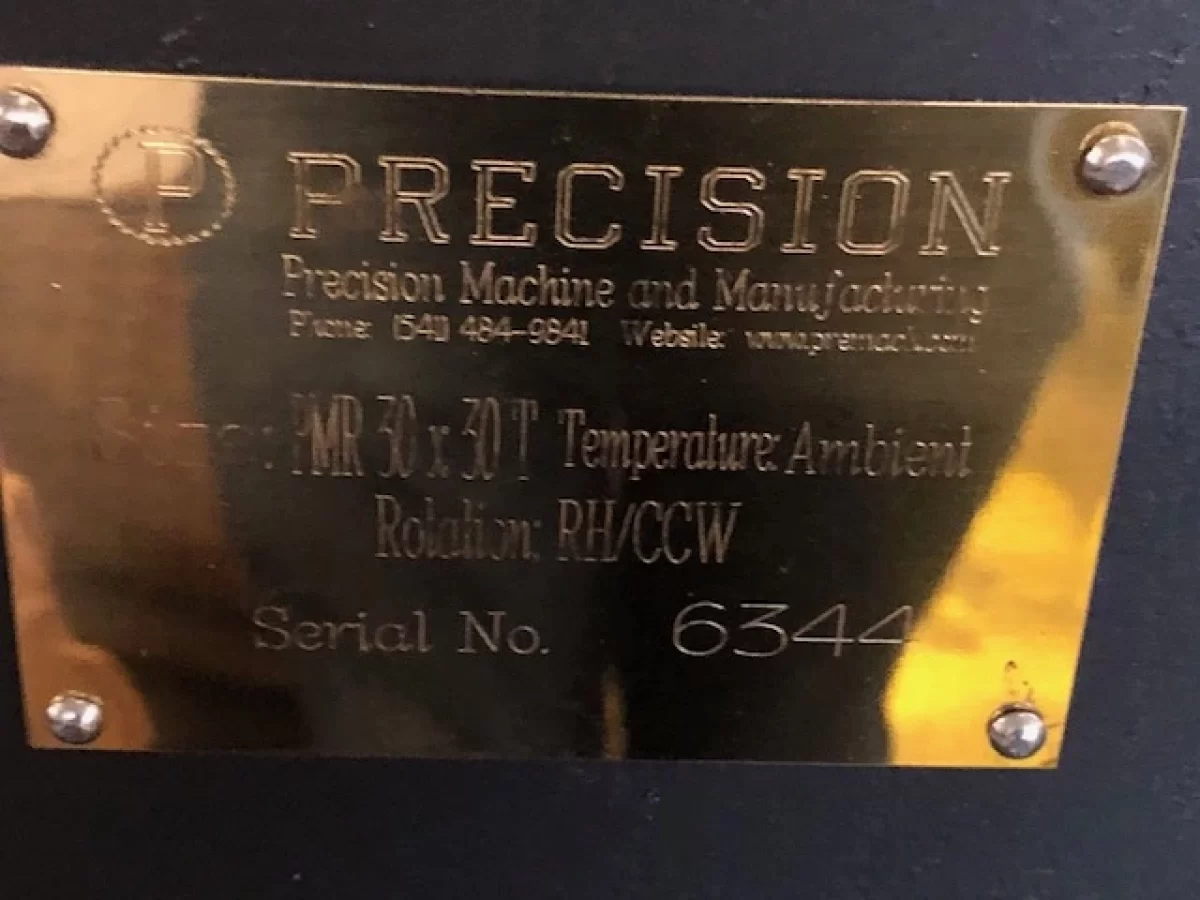 P PRECISION
Precision Machine and Manufacturing
Phone: (541) 484-9841 Website: www.premach.com
PMR 30 x 30 T Temperature: Ambient
Rotation: RH/CCW
Serial No. 6344